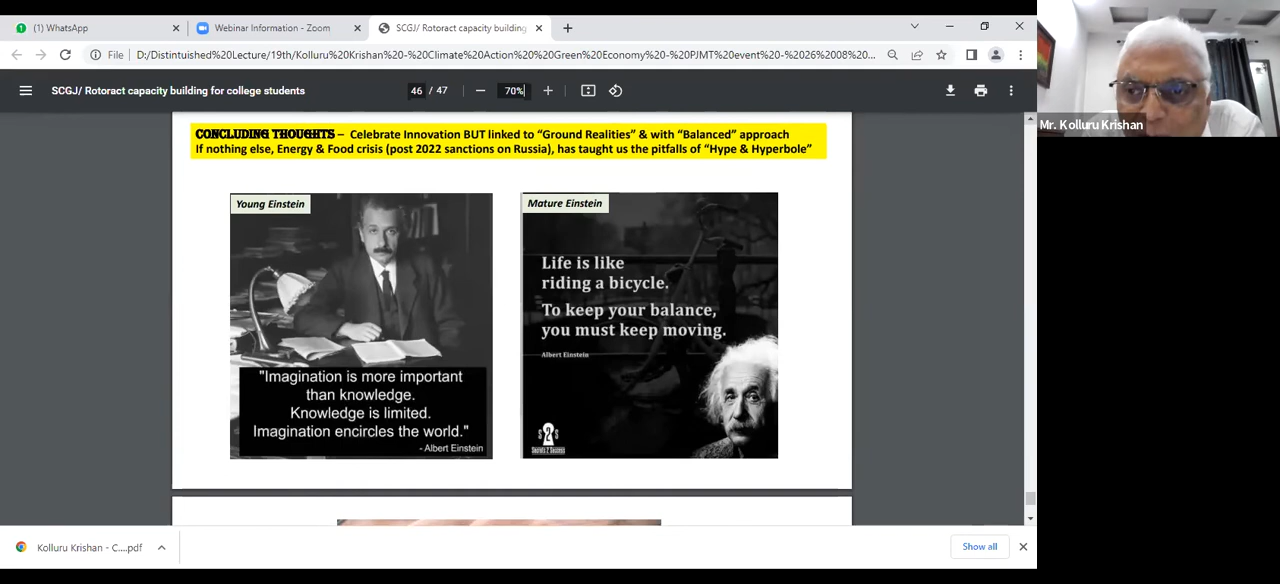 (1) WhatsApp
Webinar Information - Zoom
SCGJ/ Rotoract capacity building
File
D:/Distintuished%20Lecture/19th/Kolluru%20Krishan%20-%20Climate%20Action%20%20Green%20Economy%20-%20PJMT%20event%20-%2026%2008%20...
SCGJ/ Rotoract capacity building for college students
46 / 47
70%
Mr. Kolluru Krishan
CONCLUDING THOUGHTS – Celebrate Innovation BUT linked to “Ground Realities” & with “Balanced” approach
If nothing else, Energy & Food crisis (post 2022 sanctions on Russia), has taught us the pitfalls of “Hype & Hyperbole”
Young Einstein
"Imagination is more important
than knowledge.
Knowledge is limited.
Imagination encircles the world."
- Albert Einstein
Mature Einstein
Life is like
riding a bicycle.
To keep your balance,
you must keep moving.
Albert Einstein
S 2 S
Secrets 2 Success
Kolluru Krishan - C....pdf
Show all